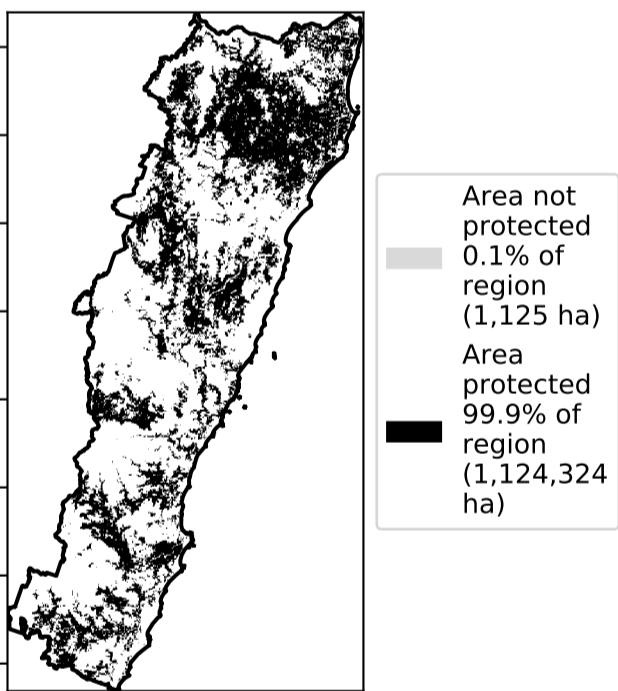 Area not
protected
0.1% of
region
(1,125 ha)
Area
protected
99.9% of
region
(1,124,324
ha)